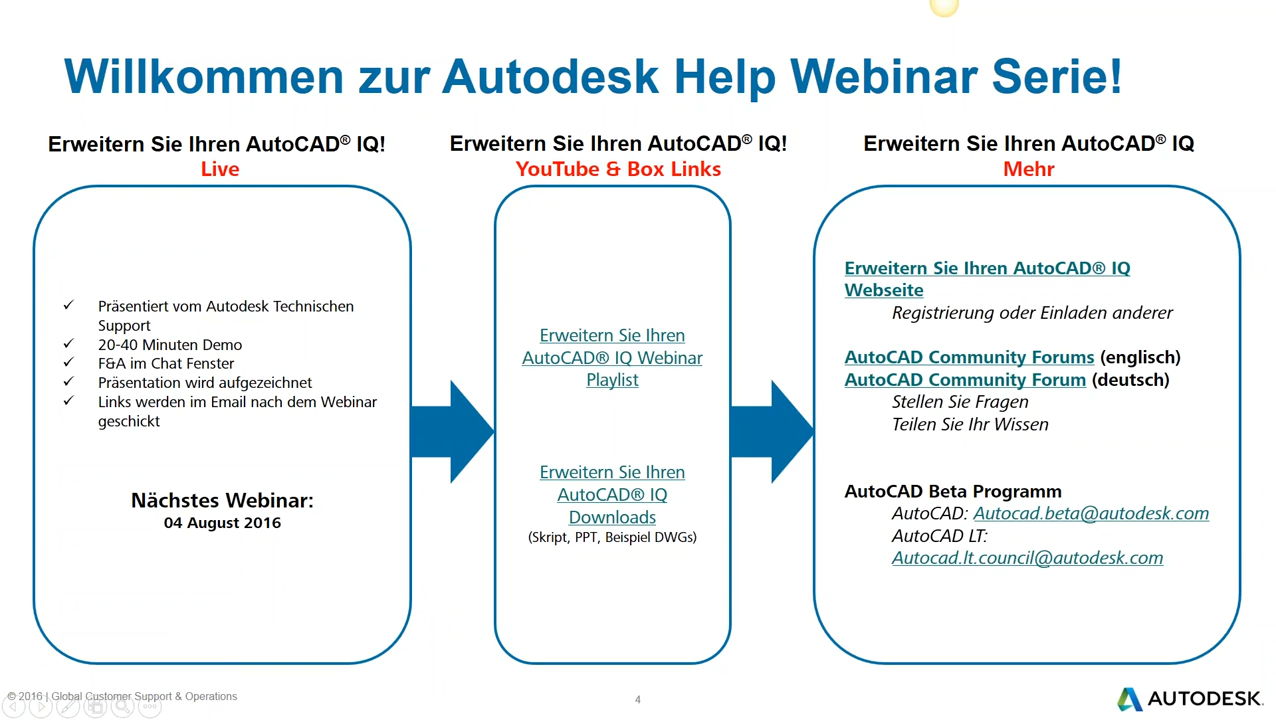 Willkommen zur Autodesk Help Webinar Serie!
Erweitern Sie Ihren AutoCAD® IQ!
Live
✓ Präsentiert vom Autodesk Technischen
Support
✓ 20-40 Minuten Demo
✓ F&A im Chat Fenster
✓ Präsentation wird aufgezeichnet
✓ Links werden im Email nach dem Webinar
geschickt
Nächstes Webinar:
04 August 2016
Erweitern Sie Ihren AutoCAD® IQ!
YouTube & Box Links
Erweitern Sie Ihren
AutoCAD® IQ Webinar
Playlist
Erweitern Sie Ihren
AutoCAD® IQ
Downloads
(Skript, PPT, Beispiel DWGs)
Erweitern Sie Ihren AutoCAD® IQ
Mehr
Erweitern Sie Ihren AutoCAD® IQ
Webseite
Registrierung oder Einladen anderer
AutoCAD Community Forums (englisch)
AutoCAD Community Forum (deutsch)
Stellen Sie Fragen
Teilen Sie Ihr Wissen
AutoCAD Beta Programm
AutoCAD: Autocad.beta@autodesk.com
AutoCAD LT:
Autocad.lt.council@autodesk.com
© 2016 | Global Customer Support & Operations
4
AUTODESK.